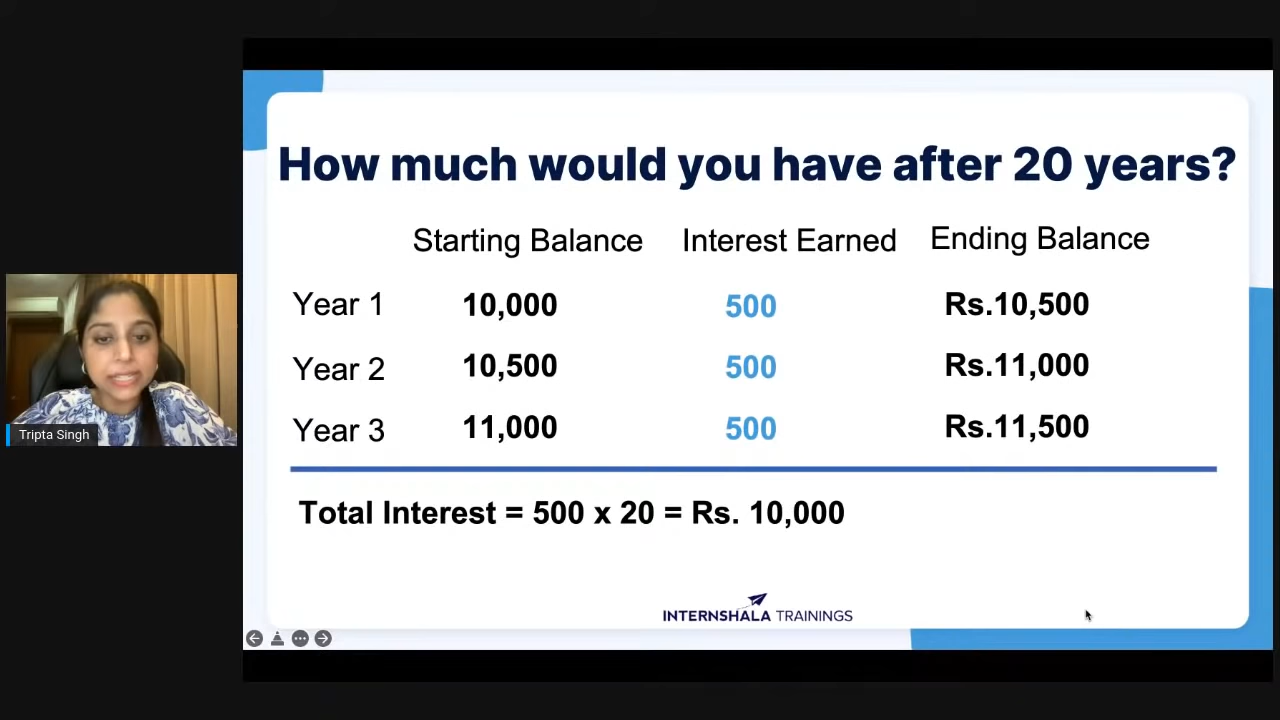 How much would you have after 20 years?
Starting Balance Interest Earned Ending Balance
Year 1 10,000 500 Rs.10,500
Year 2 10,500 500 Rs.11,000
Year 3 11,000 500 Rs.11,500
Total Interest = 500 x 20 = Rs. 10,000
Tripta Singh
INTERNSHALA TRAININGS